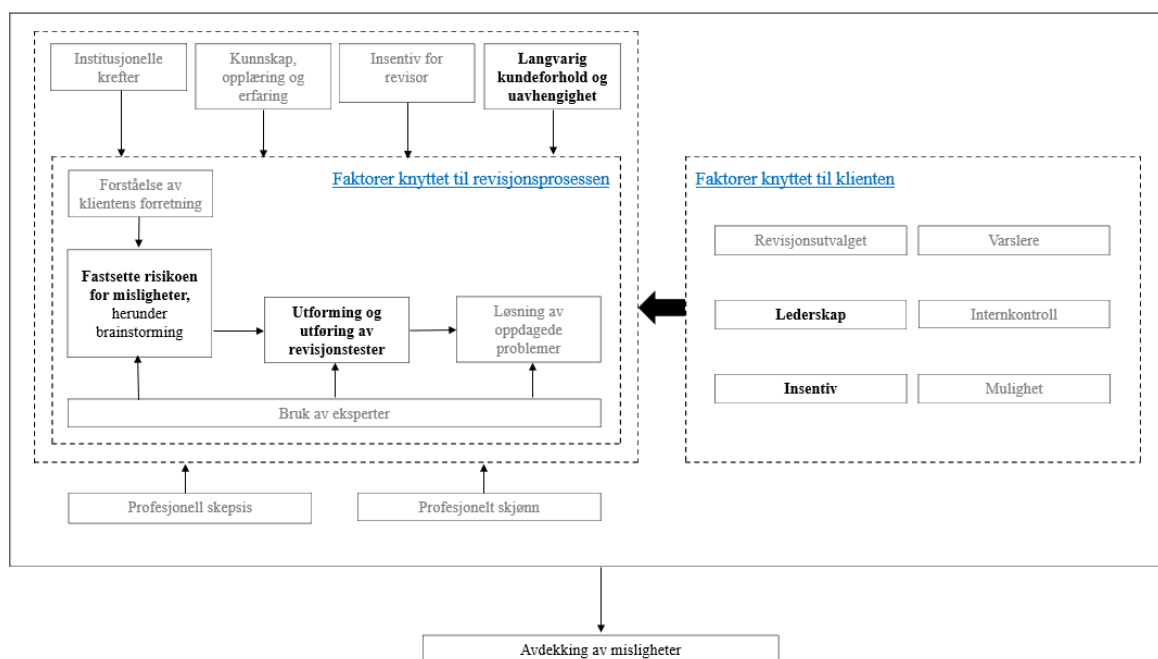 Institusjonelle
krefter
Kunnskap,
opplæring og
erfaring
Insentiv for
revisor
Langvarig
kundeforhold og
uavhengighet
Faktorer knyttet til revisjonsprosessen
Forståelse av
klientens forretning
Fastsette risikoen
for misligheter,
herunder
brainstorming
Utforming og
utføring av
revisjonstester
Løsning av
oppdagede
problemer
Bruk av eksperter
Profesjonell skepsis
Profesjonelt skjønn
Faktorer knyttet til klienten
Revisjonsutvalget
Varslere
Lederskap
Internkontroll
Insentiv
Mulighet
Avdekking av misligheter